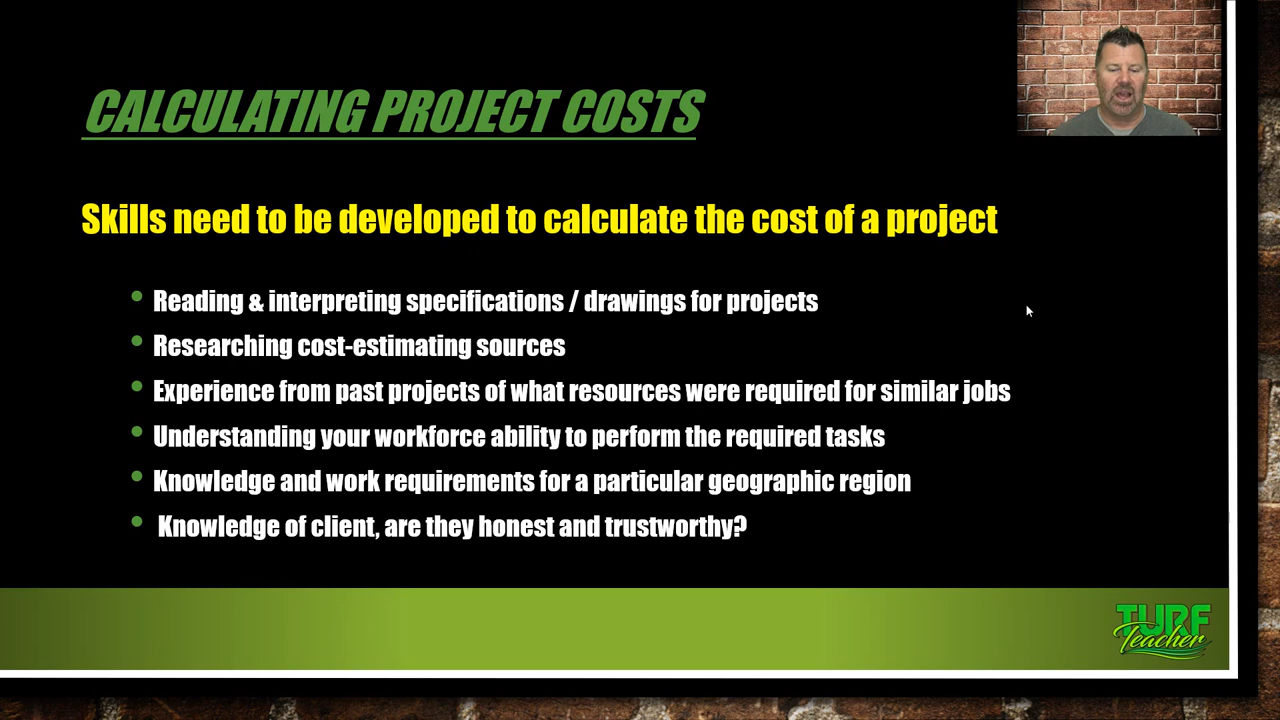 CALCULATING PROJECT COSTS
Skills need to be developed to calculate the cost of a project
• Reading & interpreting specifications / drawings for projects
• Researching cost-estimating sources
• Experience from past projects of what resources were required for similar jobs
• Understanding your workforce ability to perform the required tasks
• Knowledge and work requirements for a particular geographic region
• Knowledge of client, are they honest and trustworthy?
TURF
Teacher